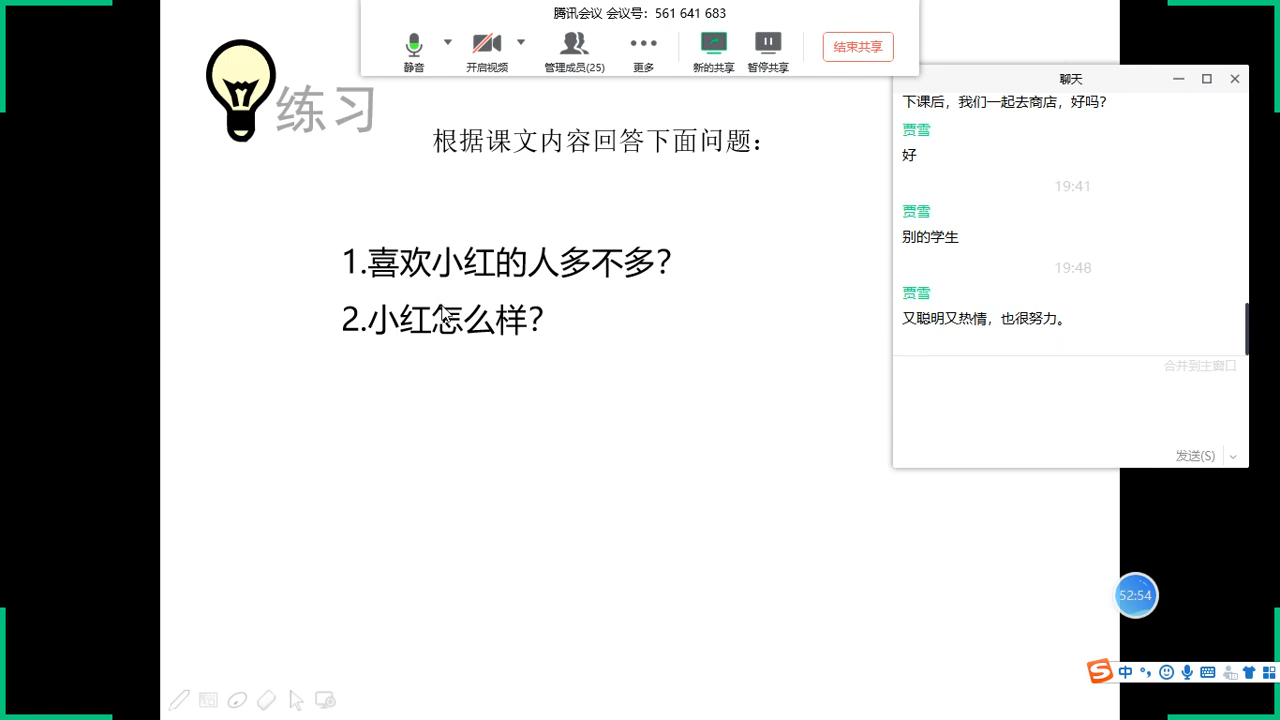 腾讯会议 会议号：561 641 683
静音
开启视频
管理成员(25)
更多
新的共享
暂停共享
结束共享
练习
根据课文内容回答下面问题：
1.喜欢小红的人多不多？
2.小红怎么样？
聊天
下课后，我们一起去商店，好吗？
贾雪
好
19:41
贾雪
别的学生
19:48
贾雪
又聪明又热情，也很努力。
合并到主窗口
发送(S)
52:54
中